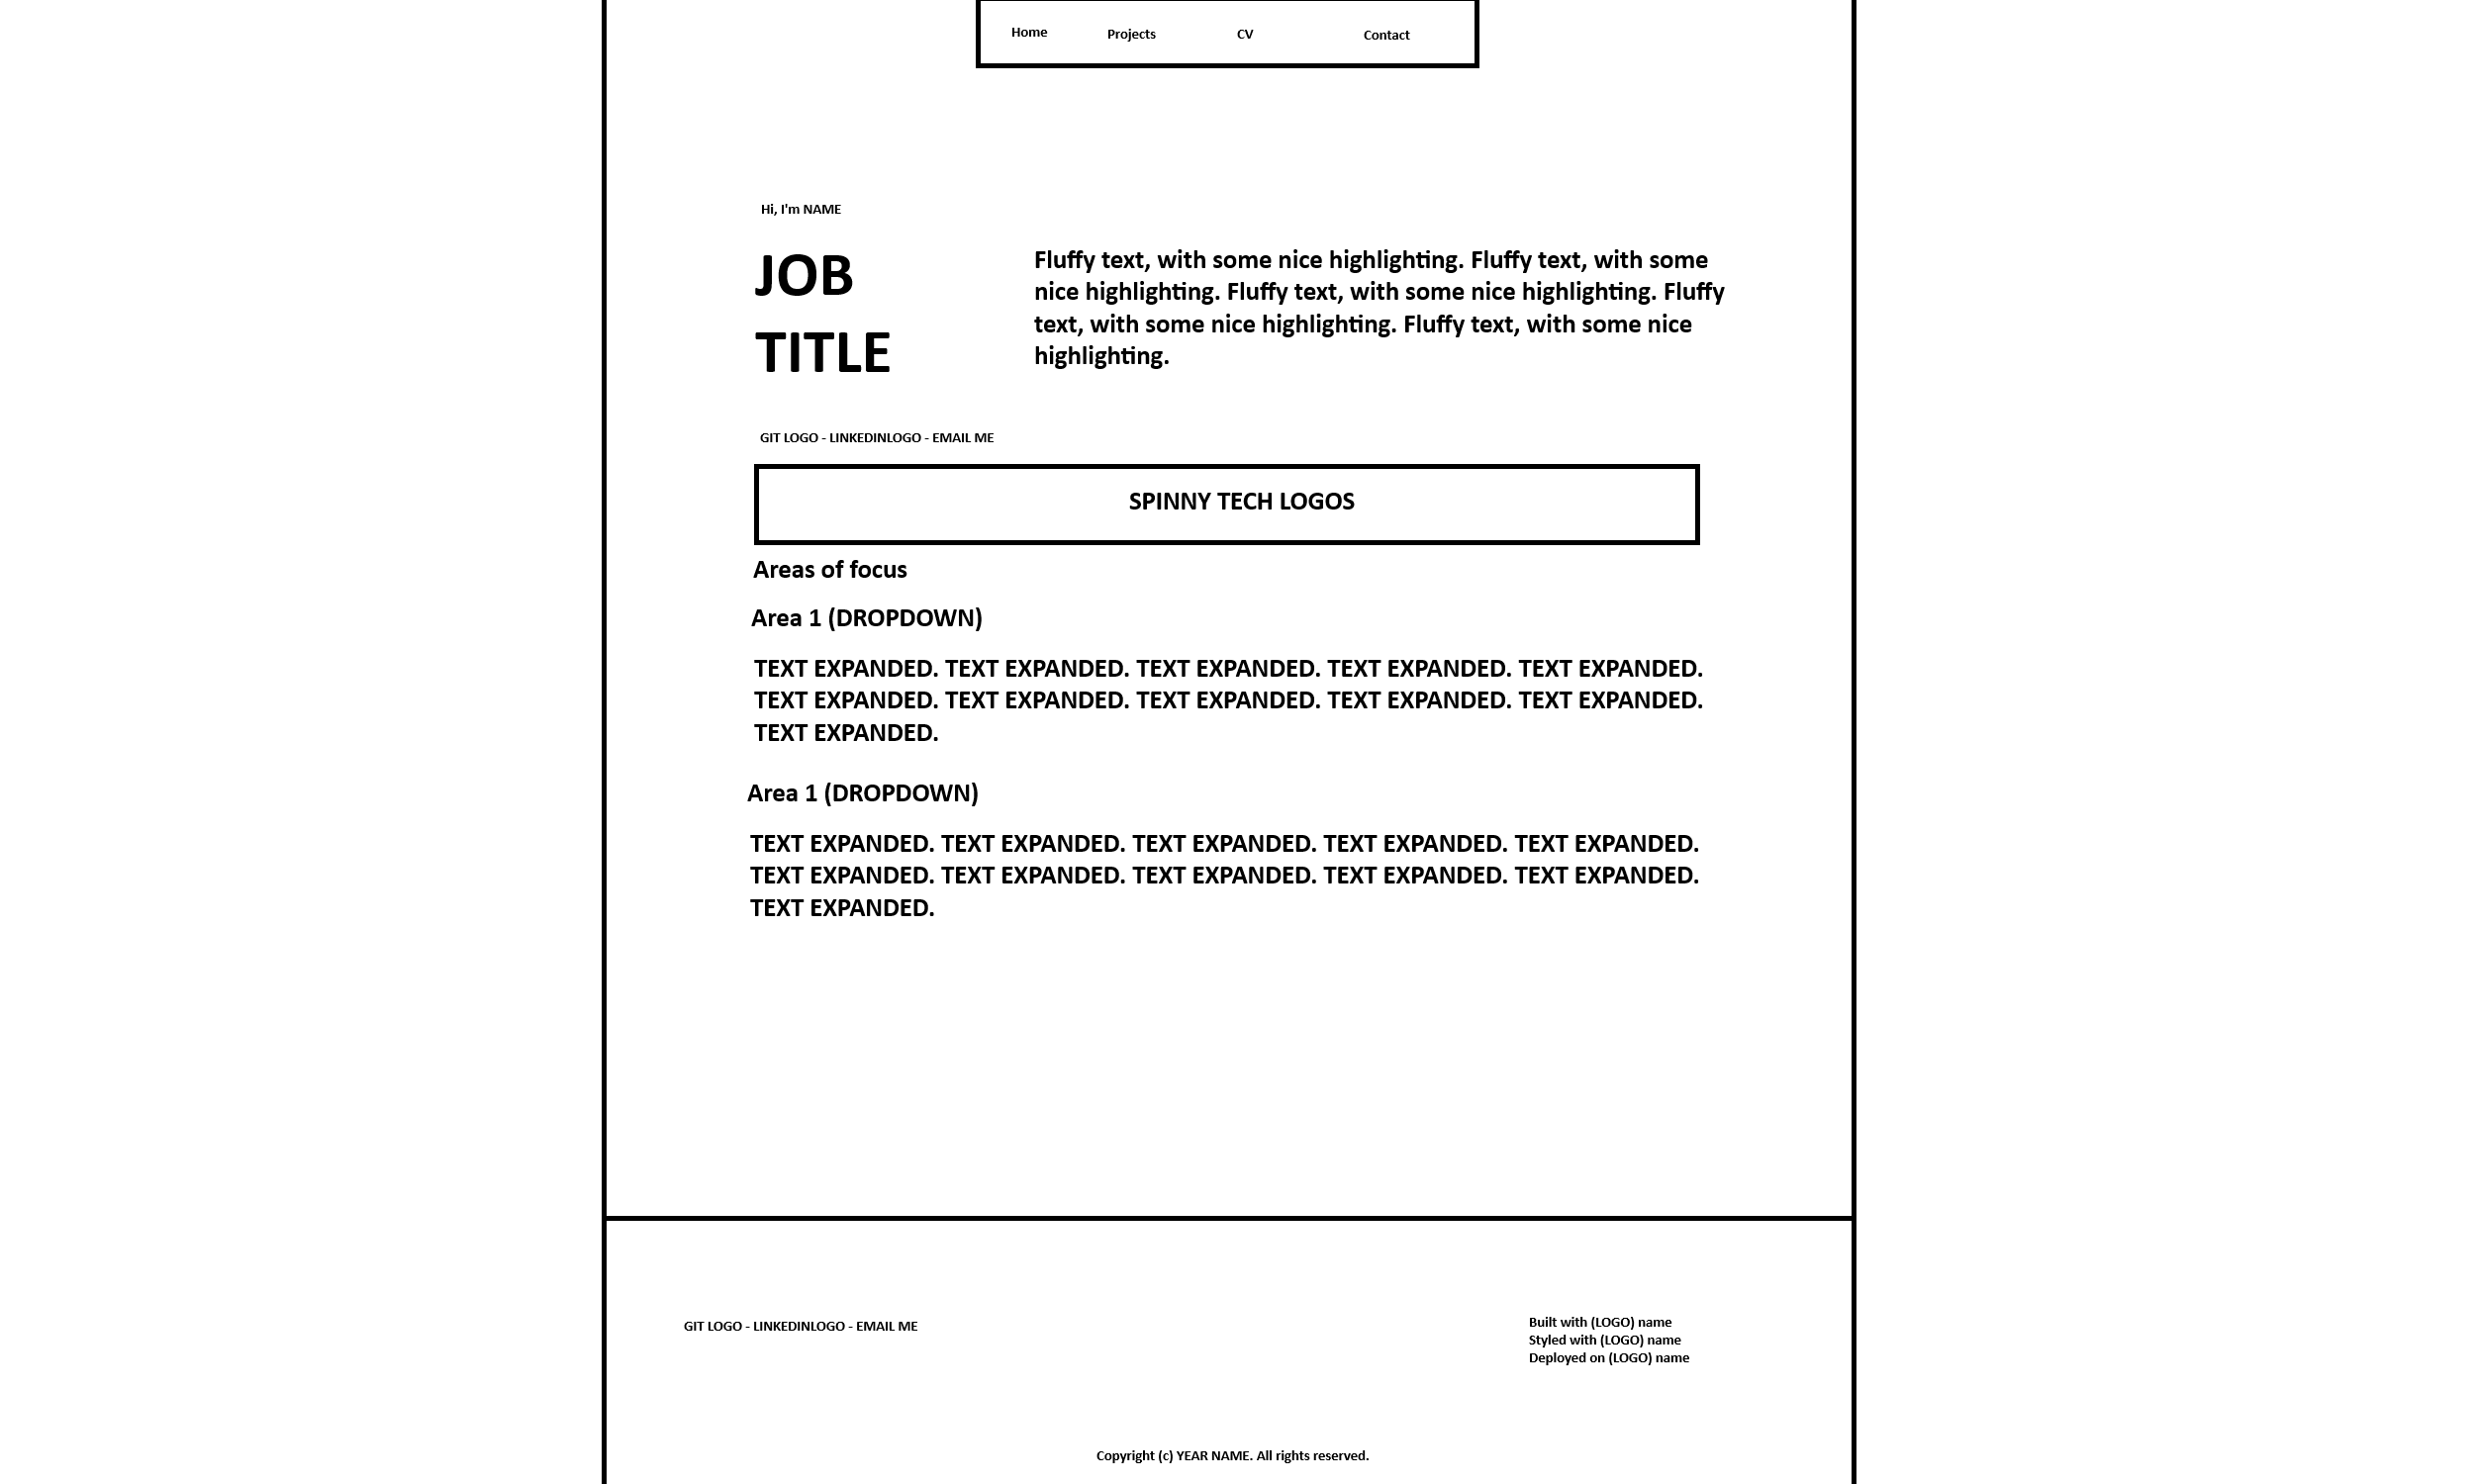 Home Projects CV Contact
Hi, I'm NAME
JOB
TITLE
Fluffy text, with some nice highlighting. Fluffy text, with some
nice highlighting. Fluffy text, with some nice highlighting. Fluffy
text, with some nice highlighting. Fluffy text, with some nice
highlighting.
GIT LOGO - LINKEDINLOGO - EMAIL ME
SPINNY TECH LOGOS
Areas of focus
Area 1 (DROPDOWN)
TEXT EXPANDED. TEXT EXPANDED. TEXT EXPANDED. TEXT EXPANDED. TEXT EXPANDED.
TEXT EXPANDED. TEXT EXPANDED. TEXT EXPANDED. TEXT EXPANDED. TEXT EXPANDED.
TEXT EXPANDED.
Area 1 (DROPDOWN)
TEXT EXPANDED. TEXT EXPANDED. TEXT EXPANDED. TEXT EXPANDED. TEXT EXPANDED.
TEXT EXPANDED. TEXT EXPANDED. TEXT EXPANDED. TEXT EXPANDED. TEXT EXPANDED.
TEXT EXPANDED.
GIT LOGO - LINKEDINLOGO - EMAIL ME
Built with (LOGO) name
Styled with (LOGO) name
Deployed on (LOGO) name
Copyright (c) YEAR NAME. All rights reserved.